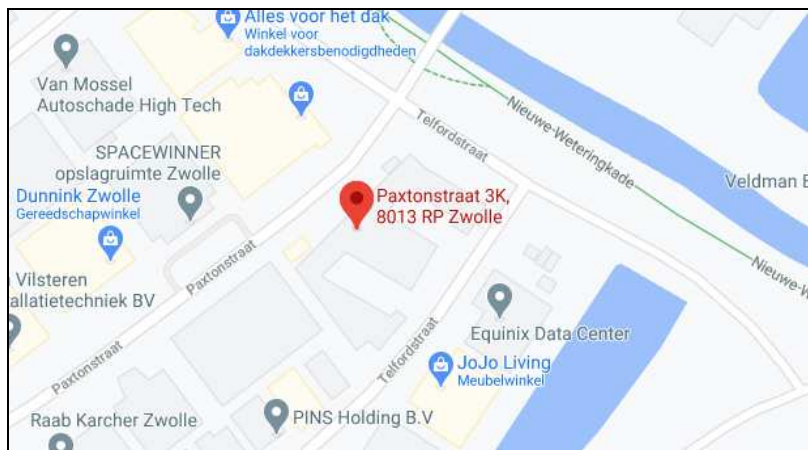 Alles voor het dak
Winkel voor
dakdekkersbenodigdheden
Van Mossel
Autoschade High Tech
Telfordstraat
Nieuwe-Weteringkade
SPACEWINNER
opslagruimte Zwolle
Dunnink Zwolle
Gereedschapwinkel
Paxtonstraat 3K,
8013 RP Zwolle
Veldman B
Paxtonstraat
Nieuwe-W
Vilsteren
allatietechniek BV
Equinix Data Center
Telfordstraat
Paxtonstraat
JoJo Living
Meubelwinkel
Raab Karcher Zwolle
PINS Holding B.V